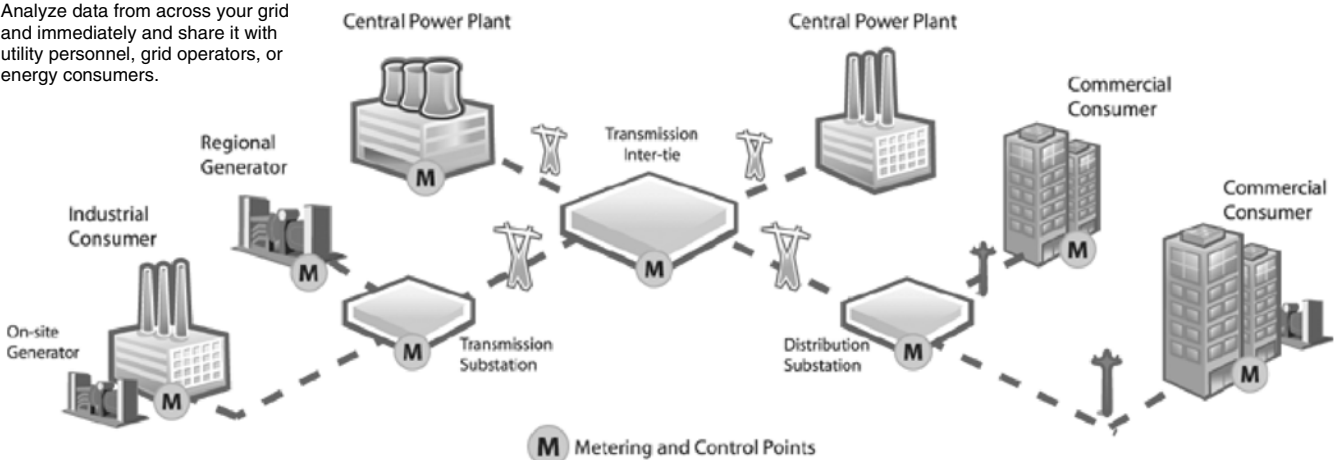 Analyze data from across your grid
and immediately and share it with
utility personnel, grid operators, or
energy consumers.
Central Power Plant
Central Power Plant
Commercial
Consumer
Regional
Generator
Transmission
Inter-tie
Industrial
Consumer
Commercial
Consumer
On-site
Generator
Transmission
Substation
Distribution
Substation
M
M
M
M
M
M
M
M
M Metering and Control Points